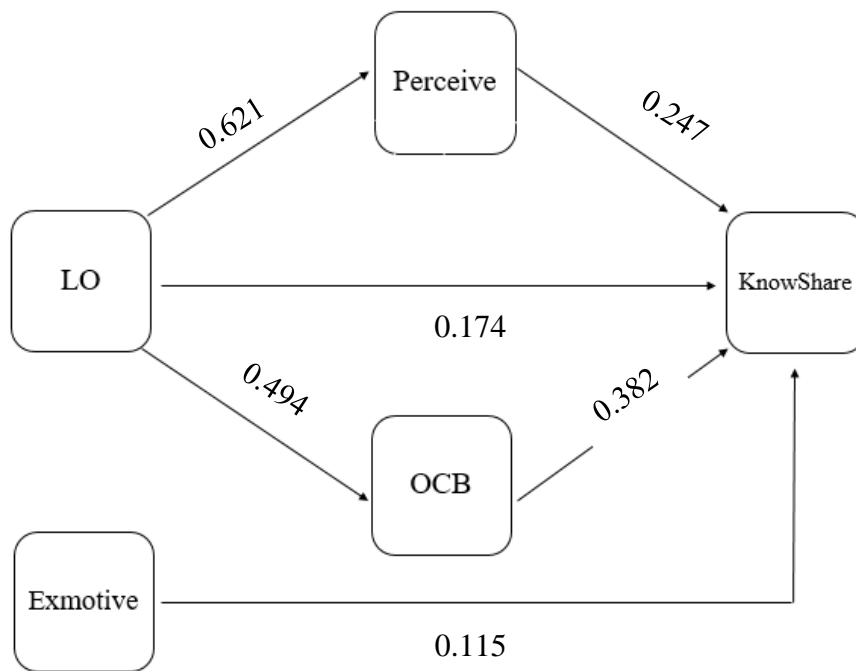 Perceive
0.621
0.247
LO
KnowShare
0.174
0.494
0.382
OCB
Exmotive
0.115